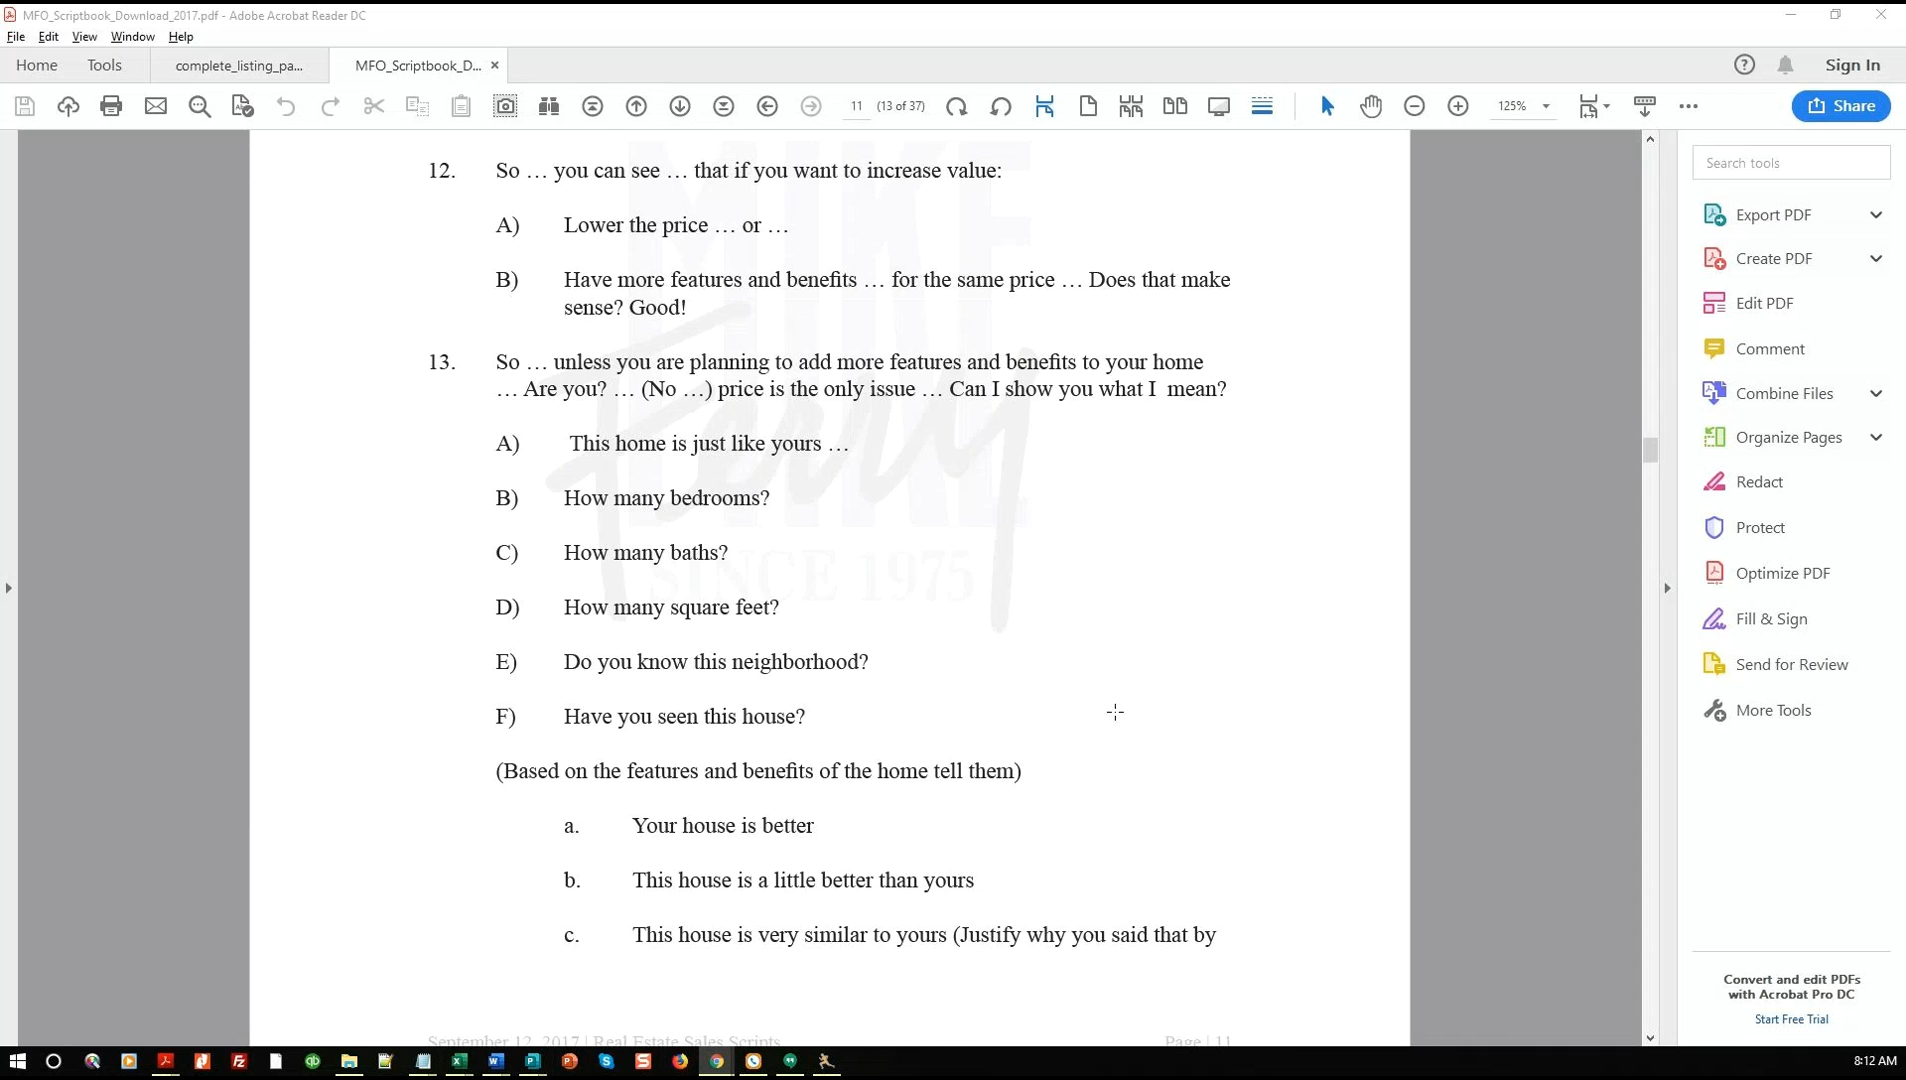 MFO_Scriptbook_Download_2017.pdf - Adobe Acrobat Reader DC
File Edit View Window Help
Home Tools complete_listing_pa... MFO_Scriptbook_D... × Sign In
11 (13 of 37) 125% Share
MIKE
Ferry
SINCE 1975
12. So … you can see … that if you want to increase value:
A) Lower the price … or …
B) Have more features and benefits … for the same price … Does that make
sense? Good!
13. So … unless you are planning to add more features and benefits to your home
… Are you? … (No …) price is the only issue … Can I show you what I mean?
A) This home is just like yours …
B) How many bedrooms?
C) How many baths?
D) How many square feet?
E) Do you know this neighborhood?
F) Have you seen this house?
(Based on the features and benefits of the home tell them)
a. Your house is better
b. This house is a little better than yours
c. This house is very similar to yours (Justify why you said that by
September 12, 2017 | Real Estate Sales Scripts Page | 11
Search tools
Export PDF
Create PDF
Edit PDF
Comment
Combine Files
Organize Pages
Redact
Protect
Optimize PDF
Fill & Sign
Send for Review
More Tools
Convert and edit PDFs
with Acrobat Pro DC
Start Free Trial
8:12 AM